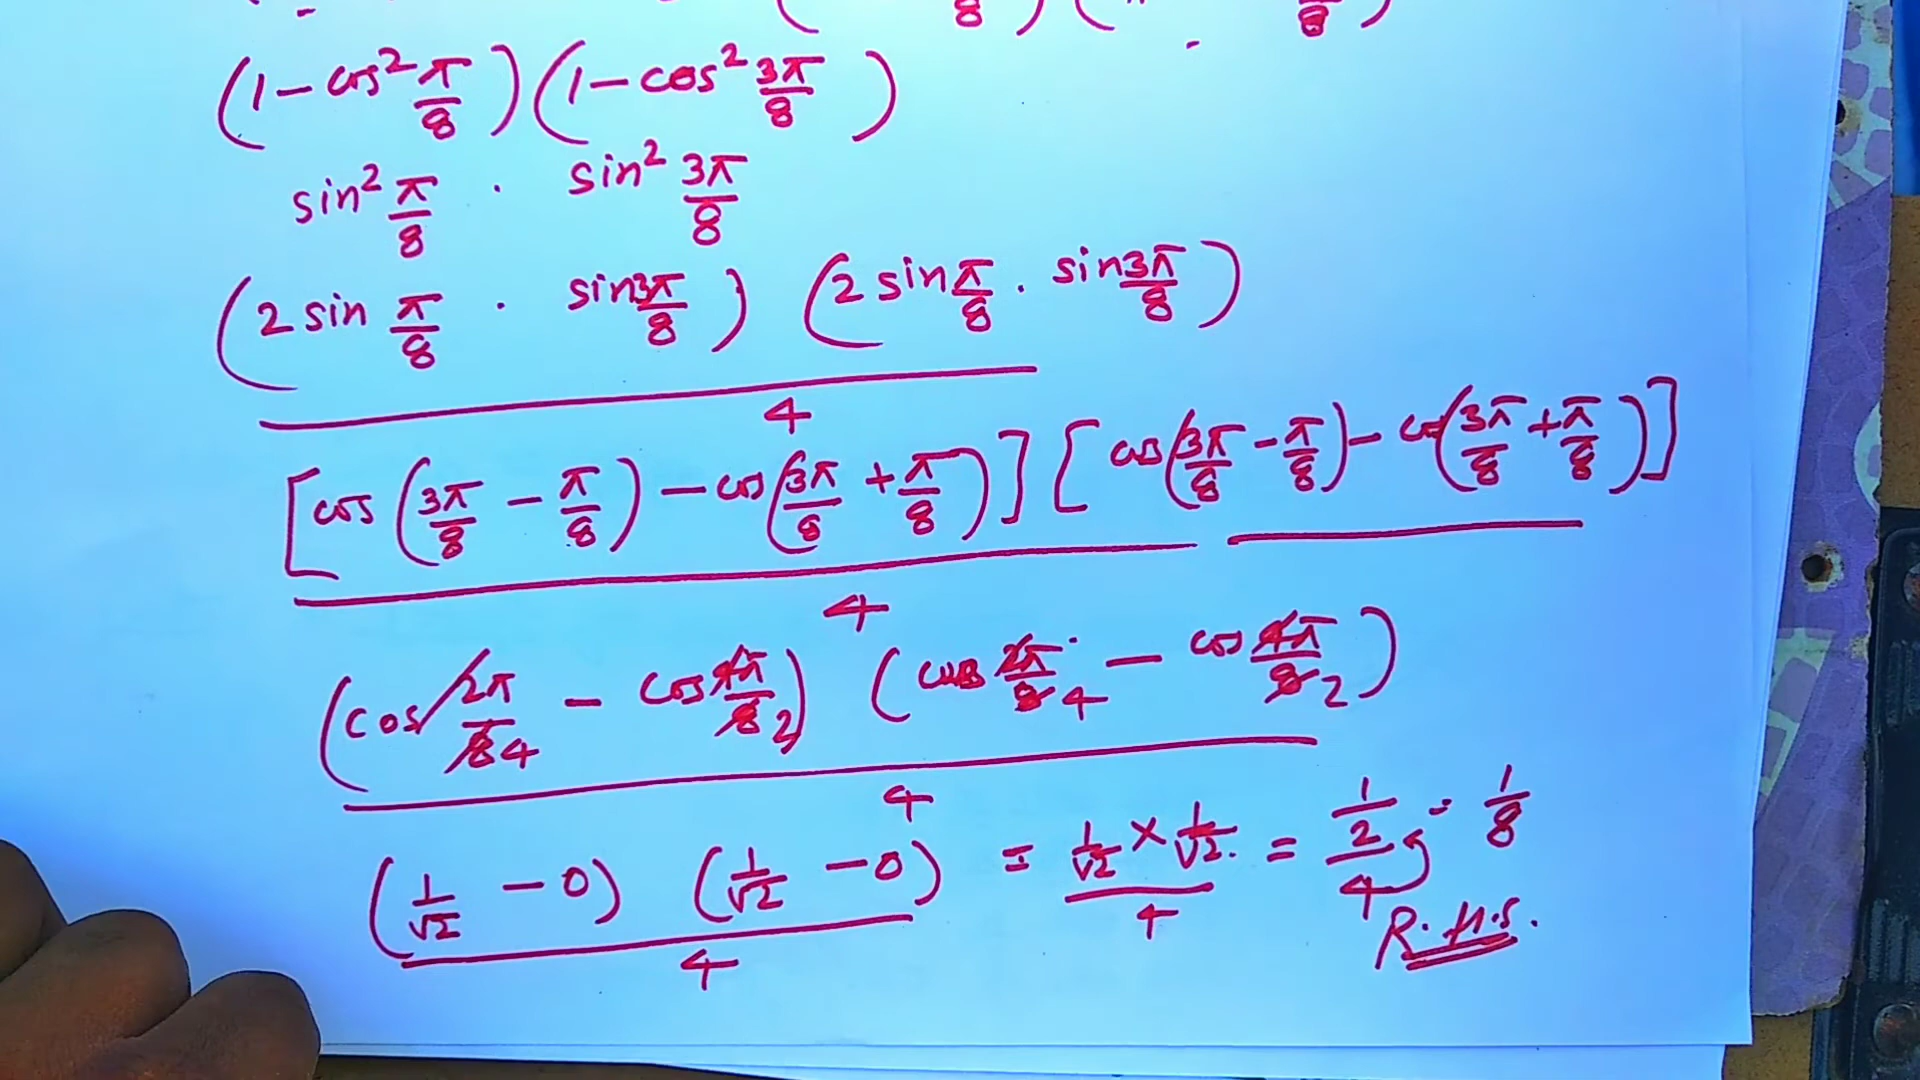 (1 - cos² π/8) (1 - cos² 3π/8)
sin² π/8 . sin² 3π/8
(2 sin π/8 . sin 3π/8) (2 sin π/8 . sin 3π/8)
4
[cos (3π/8 - π/8) - cos (3π/8 + π/8)] [cos (3π/8 - π/8) - cos (3π/8 + π/8)]
4
(cos 2π/8 4 - cos 4π/8 2) (cos 2π/8 4 - cos 4π/8 2)
4
(1/√2 - 0) (1/√2 - 0) = 1/√2 × 1/√2. = 1/2 = 1/8
4 4 4
R.H.S.